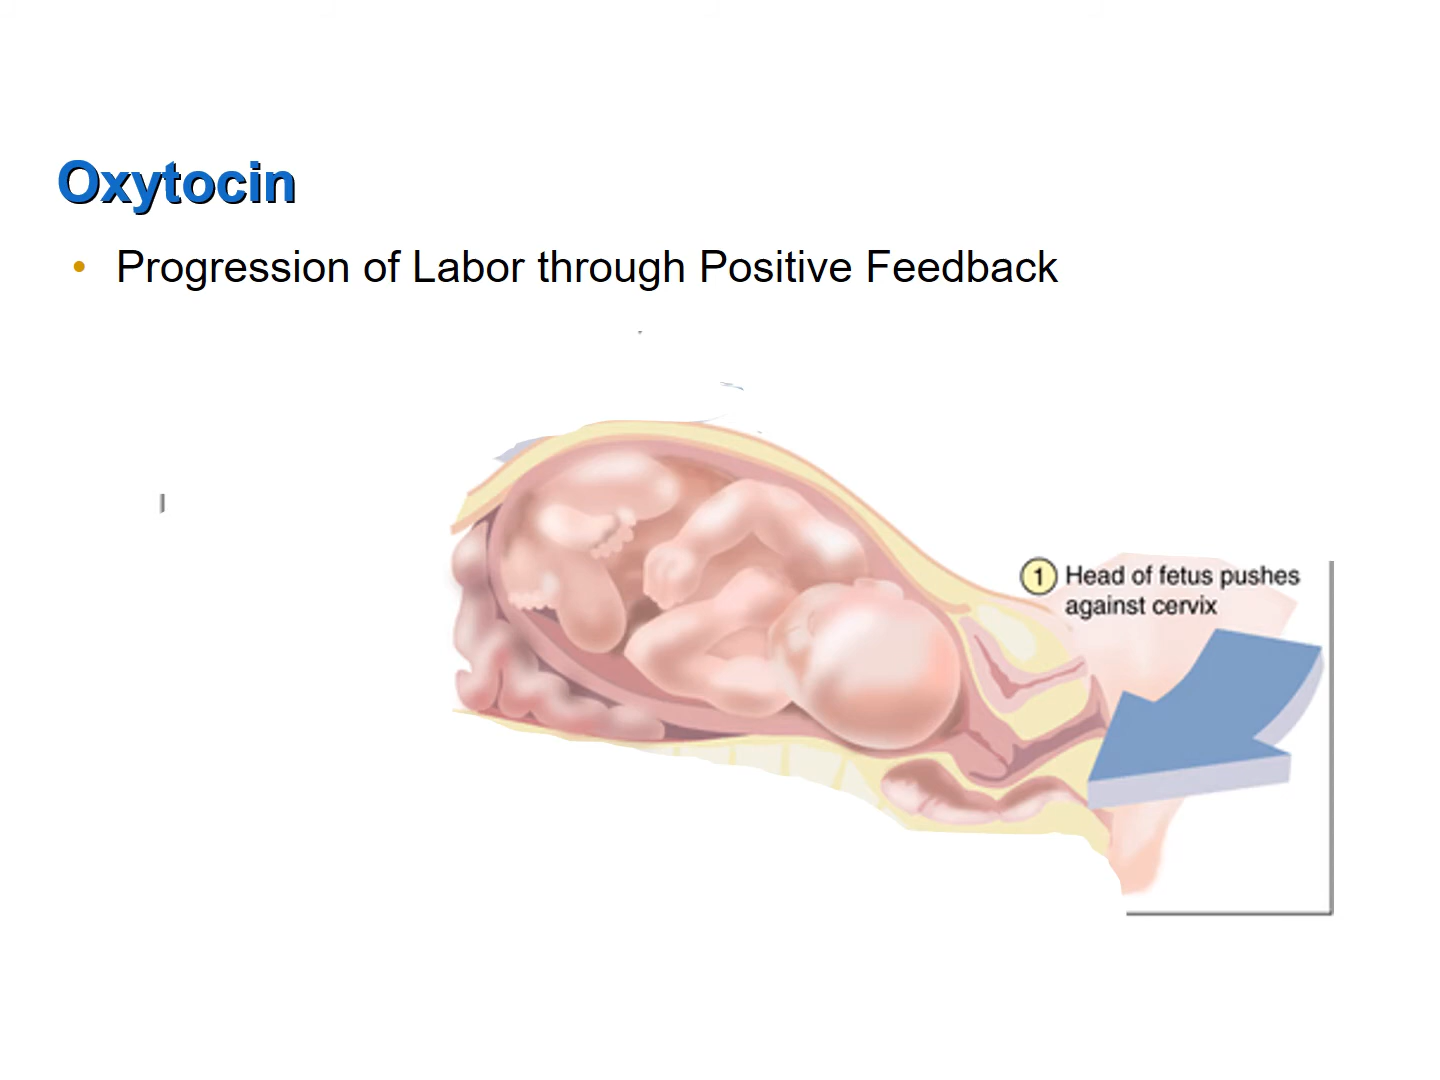 Oxytocin
• Progression of Labor through Positive Feedback
1 Head of fetus pushes
against cervix